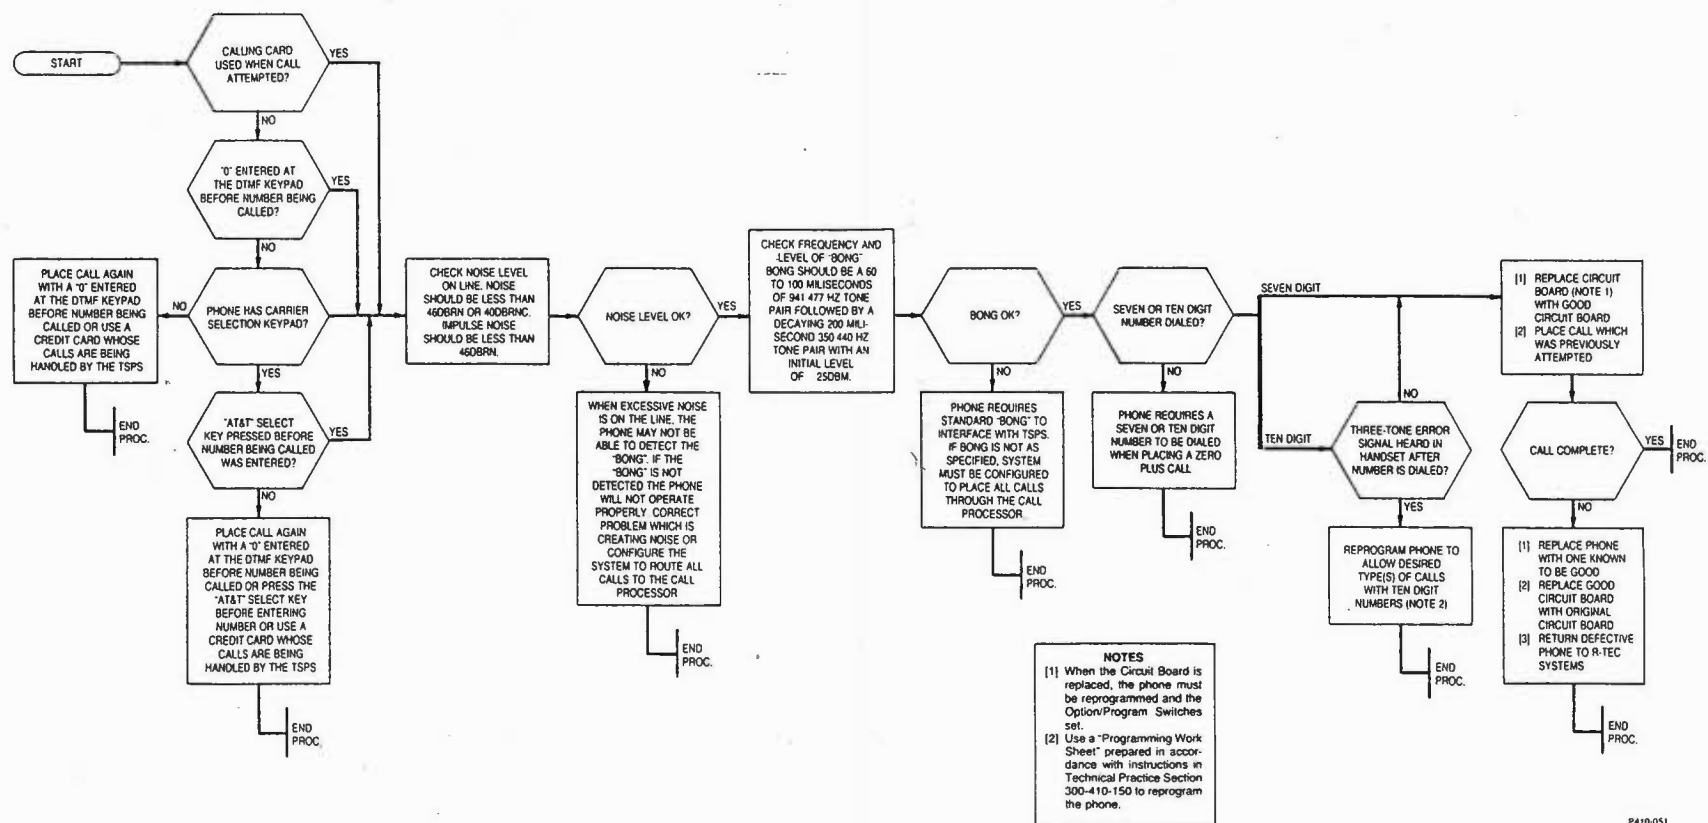 START
CALLING CARD
USED WHEN CALL
ATTEMPTED?
YES
NO
"0" ENTERED AT
THE DTMF KEYPAD
BEFORE NUMBER BEING
CALLED?
YES
NO
PHONE HAS CARRIER
SELECTION KEYPAD?
NO
YES
PLACE CALL AGAIN
WITH A "0" ENTERED
AT THE DTMF KEYPAD
BEFORE NUMBER BEING
CALLED OR USE A
CREDIT CARD WHOSE
CALLS ARE BEING
HANDLED BY THE TSPS
END
PROC.
"AT&T" SELECT
KEY PRESSED BEFORE
NUMBER BEING CALLED
WAS ENTERED?
YES
NO
PLACE CALL AGAIN
WITH A "0" ENTERED
AT THE DTMF KEYPAD
BEFORE NUMBER BEING
CALLED OR PRESS THE
"AT&T" SELECT KEY
BEFORE ENTERING
NUMBER OR USE A
CREDIT CARD WHOSE
CALLS ARE BEING
HANDLED BY THE TSPS
END
PROC.
CHECK NOISE LEVEL
ON LINE. NOISE
SHOULD BE LESS THAN
46DBRN OR 40DBRNC.
IMPULSE NOISE
SHOULD BE LESS THAN
46DBRN.
NOISE LEVEL OK?
YES
NO
WHEN EXCESSIVE NOISE
IS ON THE LINE, THE
PHONE MAY NOT BE
ABLE TO DETECT THE
"BONG". IF THE
"BONG" IS NOT
DETECTED THE PHONE
WILL NOT OPERATE
PROPERLY CORRECT
PROBLEM WHICH IS
CREATING NOISE OR
CONFIGURE THE
SYSTEM TO ROUTE ALL
CALLS TO THE CALL
PROCESSOR
END
PROC.
CHECK FREQUENCY AND
LEVEL OF "BONG"
BONG SHOULD BE A 60
TO 100 MILISECONDS
OF 941 477 HZ TONE
PAIR FOLLOWED BY A
DECAYING 200 MILI-
SECOND 350 440 HZ
TONE PAIR WITH AN
INITIAL LEVEL
OF 25DBM.
BONG OK?
YES
NO
PHONE REQUIRES
STANDARD "BONG" TO
INTERFACE WITH TSPS.
IF BONG IS NOT AS
SPECIFIED, SYSTEM
MUST BE CONFIGURED
TO PLACE ALL CALLS
THROUGH THE CALL
PROCESSOR
END
PROC.
SEVEN OR TEN DIGIT
NUMBER DIALED?
NO
PHONE REQUIRES A
SEVEN OR TEN DIGIT
NUMBER TO BE DIALED
WHEN PLACING A ZERO
PLUS CALL
END
PROC.
SEVEN DIGIT
TEN DIGIT
NO
THREE-TONE ERROR
SIGNAL HEARD IN
HANDSET AFTER
NUMBER IS DIALED?
YES
REPROGRAM PHONE TO
ALLOW DESIRED
TYPE(S) OF CALLS
WITH TEN DIGIT
NUMBERS (NOTE 2)
END
PROC.
[1] REPLACE CIRCUIT
BOARD (NOTE 1)
WITH GOOD
CIRCUIT BOARD
[2] PLACE CALL WHICH
WAS PREVIOUSLY
ATTEMPTED
CALL COMPLETE?
YES
END
PROC.
NO
[1] REPLACE PHONE
WITH ONE KNOWN
TO BE GOOD
[2] REPLACE GOOD
CIRCUIT BOARD
WITH ORIGINAL
CIRCUIT BOARD
[3] RETURN DEFECTIVE
PHONE TO R-TEC
SYSTEMS
END
PROC.
NOTES
[1] When the Circuit Board is
replaced, the phone must
be reprogrammed and the
Option/Program Switches
set.
[2] Use a "Programming Work
Sheet" prepared in accor-
dance with instructions in
Technical Practice Section
300-410-150 to reprogram
the phone.
P410-051